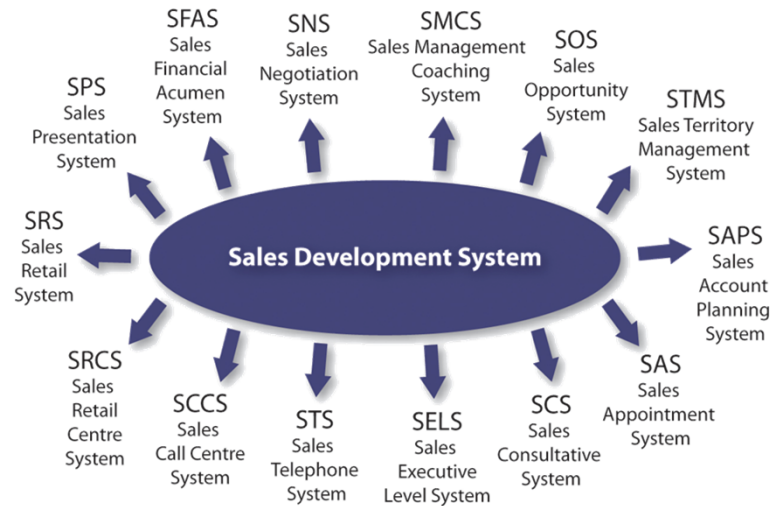 SFAS
Sales
Financial
Acumen
System
SNS
Sales
Negotiation
System
SMCS
Sales Management
Coaching
System
SOS
Sales
Opportunity
System
STMS
Sales Territory
Management
System
SAPS
Sales
Account
Planning
System
SAS
Sales
Appointment
System
SCS
Sales
Consultative
System
SELS
Sales
Executive
Level System
STS
Sales
Telephone
System
SCCS
Sales
Call Centre
System
SRCS
Sales
Retail
Centre
System
SRS
Sales
Retail
System
SPS
Sales
Presentation
System
Sales Development System